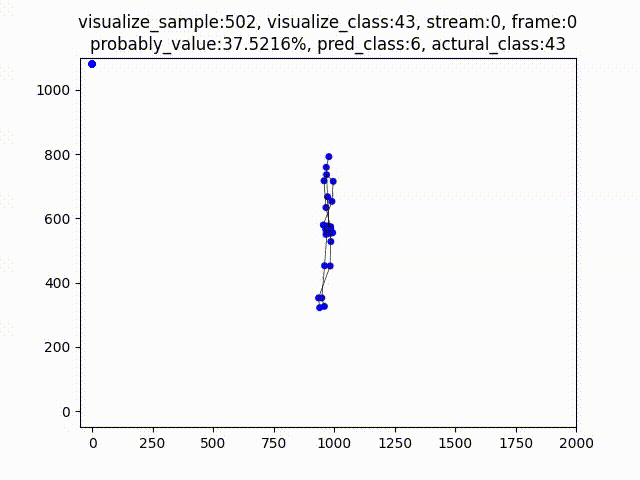 visualize_sample:502, visualize_class:43, stream:0, frame:0
probably_value:37.5216%, pred_class:6, actural_class:43
1000
800
600
400
200
0
0 250 500 750 1000 1250 1500 1750 2000